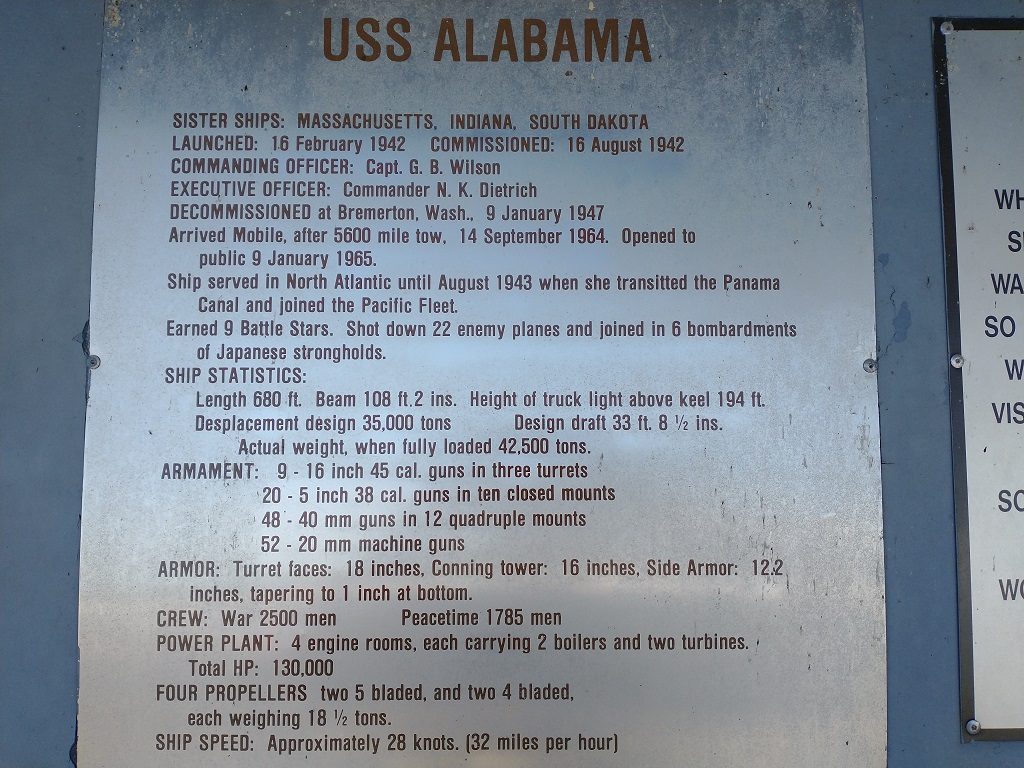 USS ALABAMA
SISTER SHIPS: MASSACHUSETTS, INDIANA, SOUTH DAKOTA
LAUNCHED: 16 February 1942 COMMISSIONED: 16 August 1942
COMMANDING OFFICER: Capt. G. B. Wilson
EXECUTIVE OFFICER: Commander N. K. Dietrich
DECOMMISSIONED at Bremerton, Wash., 9 January 1947
Arrived Mobile, after 5600 mile tow, 14 September 1964. Opened to
public 9 January 1965.
Ship served in North Atlantic until August 1943 when she transitted the Panama
Canal and joined the Pacific Fleet.
Earned 9 Battle Stars. Shot down 22 enemy planes and joined in 6 bombardments
of Japanese strongholds.
SHIP STATISTICS:
Length 680 ft. Beam 108 ft.2 ins. Height of truck light above keel 194 ft.
Desplacement design 35,000 tons Design draft 33 ft. 8 ½ ins.
Actual weight, when fully loaded 42,500 tons.
ARMAMENT: 9 - 16 inch 45 cal. guns in three turrets
20 - 5 inch 38 cal. guns in ten closed mounts
48 - 40 mm guns in 12 quadruple mounts
52 - 20 mm machine guns
ARMOR: Turret faces: 18 inches, Conning tower: 16 inches, Side Armor: 12.2
inches, tapering to 1 inch at bottom.
CREW: War 2500 men Peacetime 1785 men
POWER PLANT: 4 engine rooms, each carrying 2 boilers and two turbines.
Total HP: 130,000
FOUR PROPELLERS two 5 bladed, and two 4 bladed,
each weighing 18 ½ tons.
SHIP SPEED: Approximately 28 knots. (32 miles per hour)
SO